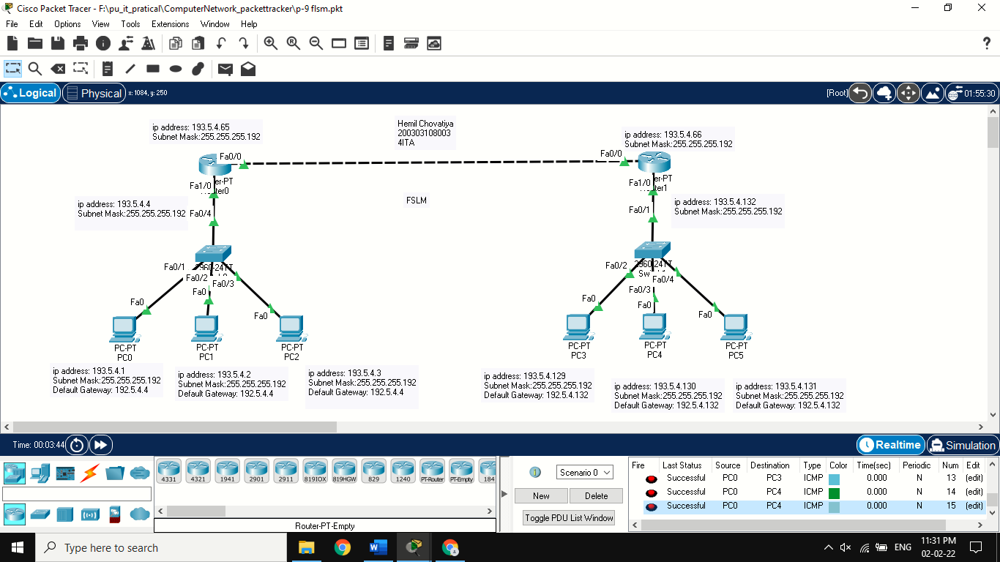 Cisco Packet Tracer - F:\pu_it_pratical\ComputerNetwork_packettracker\p-9 flsm.pkt
File Edit Options View Tools Extensions Window Help
Logical Physical x: 1084, y: 250 [Root] 01:55:30
ip address: 193.5.4.65
Subnet Mask:255.255.255.192
Hemil Chovatiya
200303108003
4ITA
ip address: 193.5.4.66
Subnet Mask:255.255.255.192
Fa0/0
Fa0/0
er-PT
ter0
er-PT
ter1
Fa1/0
Fa1/0
FSLM
ip address: 193.5.4.4
Subnet Mask:255.255.255.192
Fa0/4
ip address: 193.5.4.132
Subnet Mask:255.255.255.192
Fa0/1
Fa0/1
2960-24TT
Fa0/2
Fa0/3
Fa0
Fa0
Fa0
Fa0/2
2960-24TT
Sw
Fa0/4
Fa0/3
Fa0
Fa0
Fa0
PC-PT
PC0
PC-PT
PC1
PC-PT
PC2
PC-PT
PC3
PC-PT
PC4
PC-PT
PC5
ip address: 193.5.4.1
Subnet Mask:255.255.255.192
Default Gateway: 192.5.4.4
ip address: 193.5.4.2
Subnet Mask:255.255.255.192
Default Gateway: 192.5.4.4
ip address: 193.5.4.3
Subnet Mask:255.255.255.192
Default Gateway: 192.5.4.4
ip address: 193.5.4.129
Subnet Mask:255.255.255.192
Default Gateway: 192.5.4.132
ip address: 193.5.4.130
Subnet Mask:255.255.255.192
Default Gateway: 192.5.4.132
ip address: 193.5.4.131
Subnet Mask:255.255.255.192
Default Gateway: 192.5.4.132
Time: 00:03:44 Realtime Simulation
4331 4321 1941 2901 2911 819IOX 819HGW 829 1240 PT-Router PT-Empty 184
Router-PT-Empty
Scenario 0
New Delete
Toggle PDU List Window
Fire Last Status Source Destination Type Color Time(sec) Periodic Num Edit
Successful PC0 PC3 ICMP 0.000 N 13 (edit)
Successful PC0 PC4 ICMP 0.000 N 14 (edit)
Successful PC0 PC4 ICMP 0.000 N 15 (edit)
Type here to search
ENG
11:31 PM
02-02-22